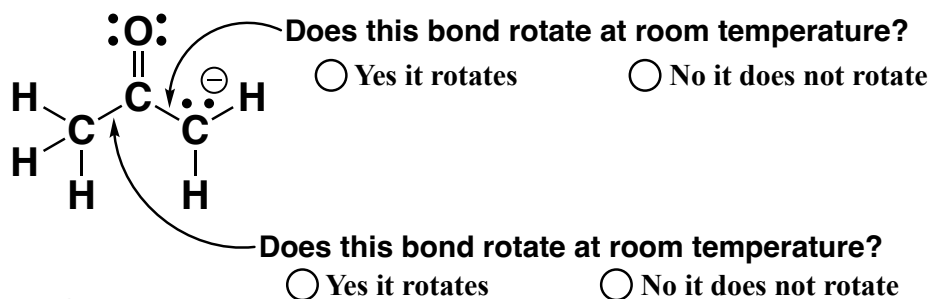 Does this bond rotate at room temperature?
Yes it rotates No it does not rotate
O
C
H H
C C
H
H H
Does this bond rotate at room temperature?
Yes it rotates No it does not rotate